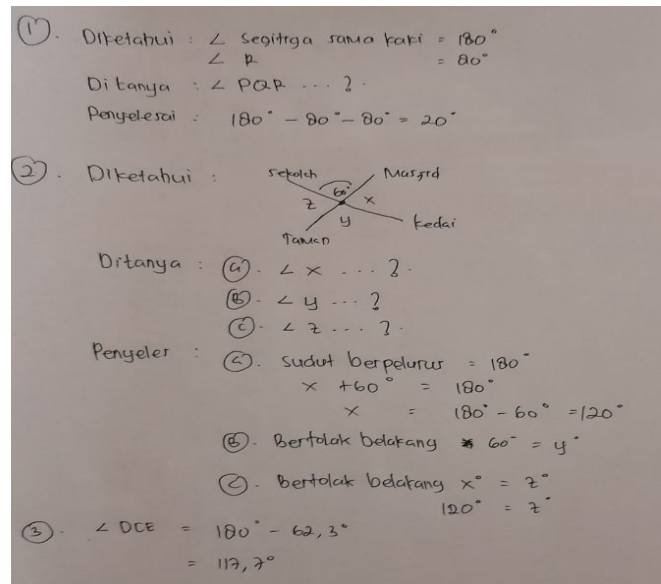 ① . Diketahui : ∠ segitiga sama kaki = 180°
∠ R = 80°
Ditanya : ∠ PQR ... ?.
Penyelesai : 180° - 80° - 80° = 20°
② . Diketahui :
Sekolah Masjid
60°
z x
y
Kedai
Taman
Ditanya : (a). ∠ x ... ?.
(b). ∠ y ... ?
(c). ∠ z ... ?.
Penyeles : (a). Sudut berpelurus = 180°
x + 60° = 180°
x = 180° - 60° = 120°
(b). Bertolak belakang 60° = y°
(c). Bertolak belakang x° = z°
120° = z°
③ . ∠ DCE = 180° - 62,3°
= 117,7°